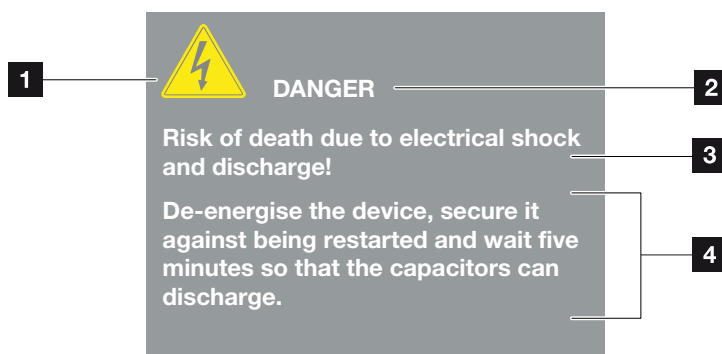 1
DANGER
2
Risk of death due to electrical shock
and discharge!
3
De-energise the device, secure it
against being restarted and wait five
minutes so that the capacitors can
discharge.
4